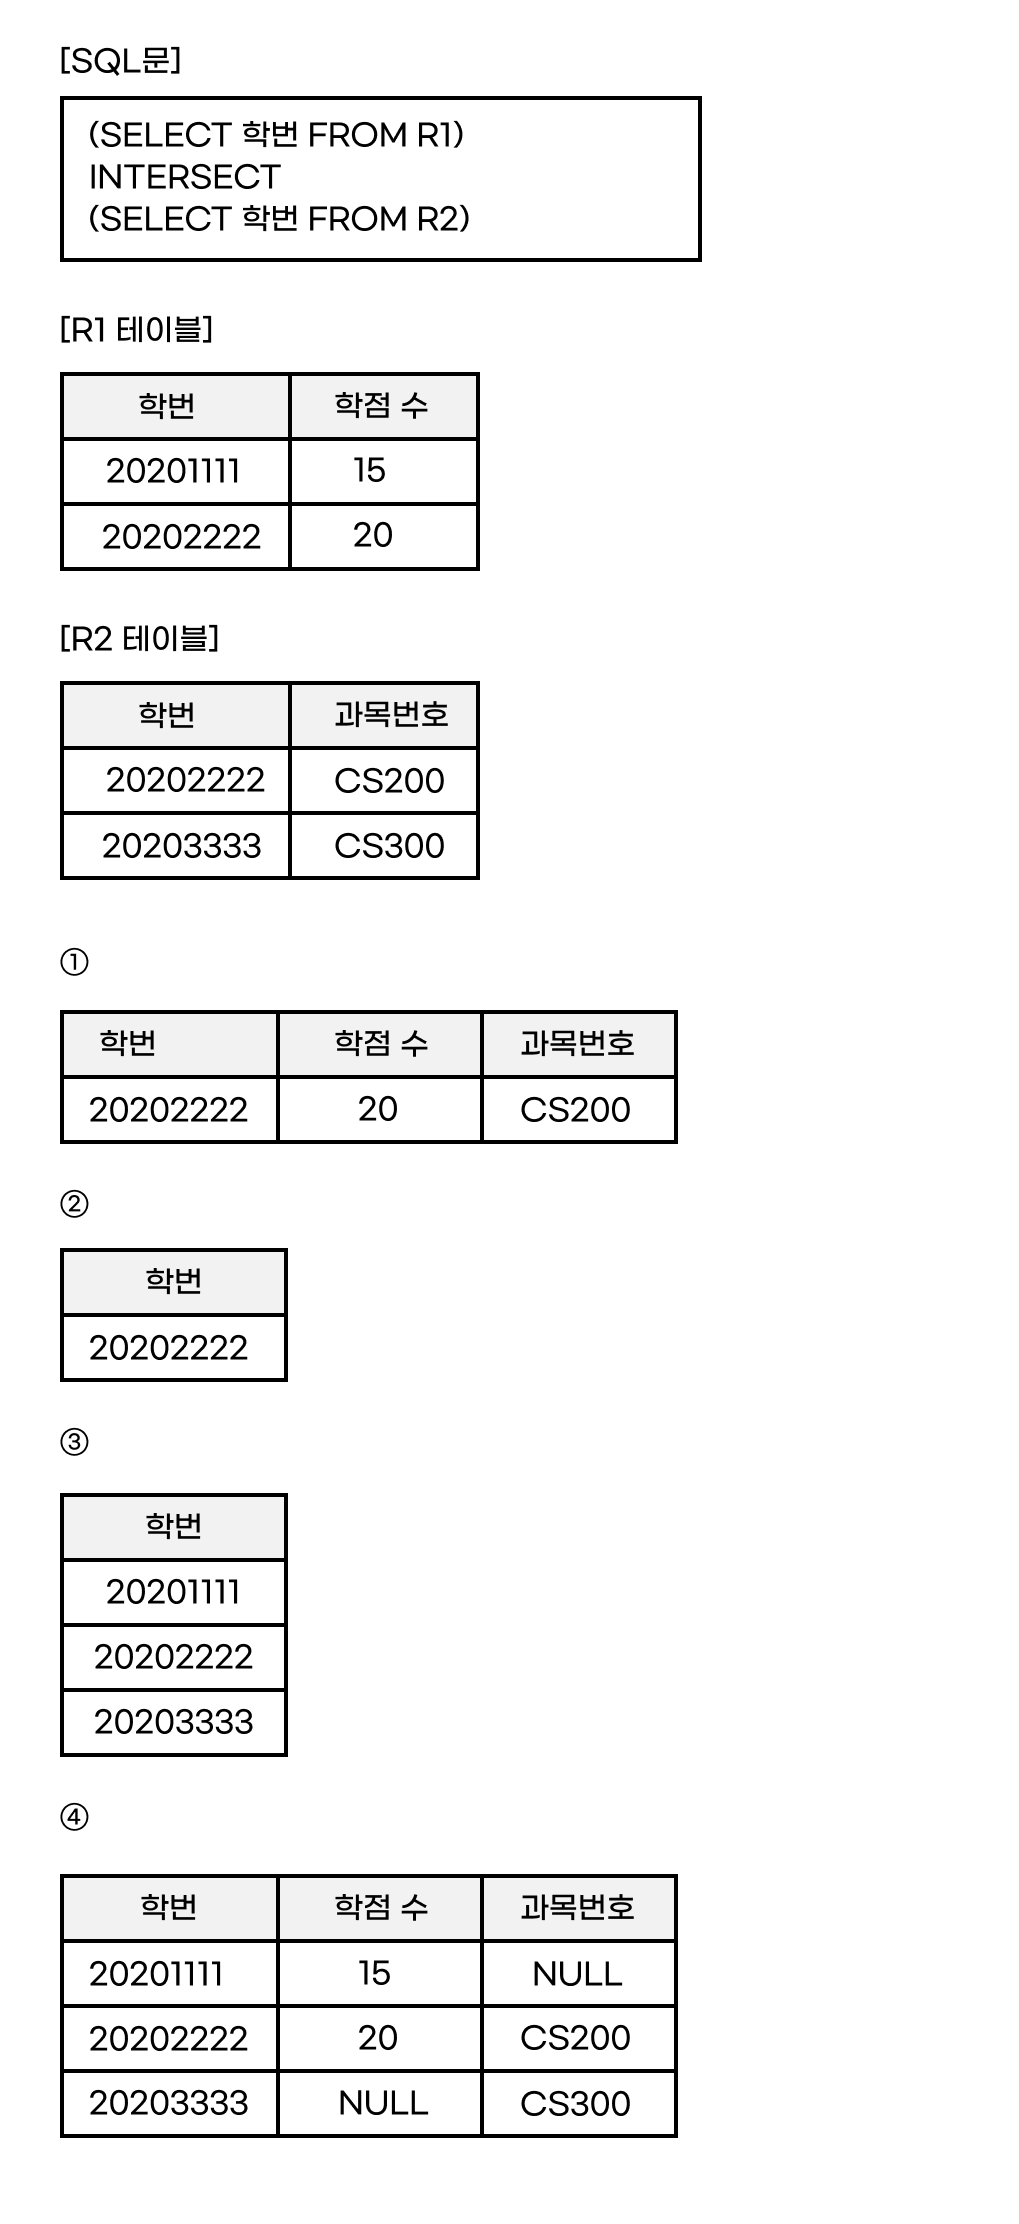 [SQL문]
(SELECT 학번 FROM R1)
INTERSECT
(SELECT 학번 FROM R2)
[R1 테이블]
학번 학점 수
20201111 15
20202222 20
[R2 테이블]
학번 과목번호
20202222 CS200
20203333 CS300
①
학번 학점 수 과목번호
20202222 20 CS200
②
학번
20202222
③
학번
20201111
20202222
20203333
④
학번 학점 수 과목번호
20201111 15 NULL
20202222 20 CS200
20203333 NULL CS300